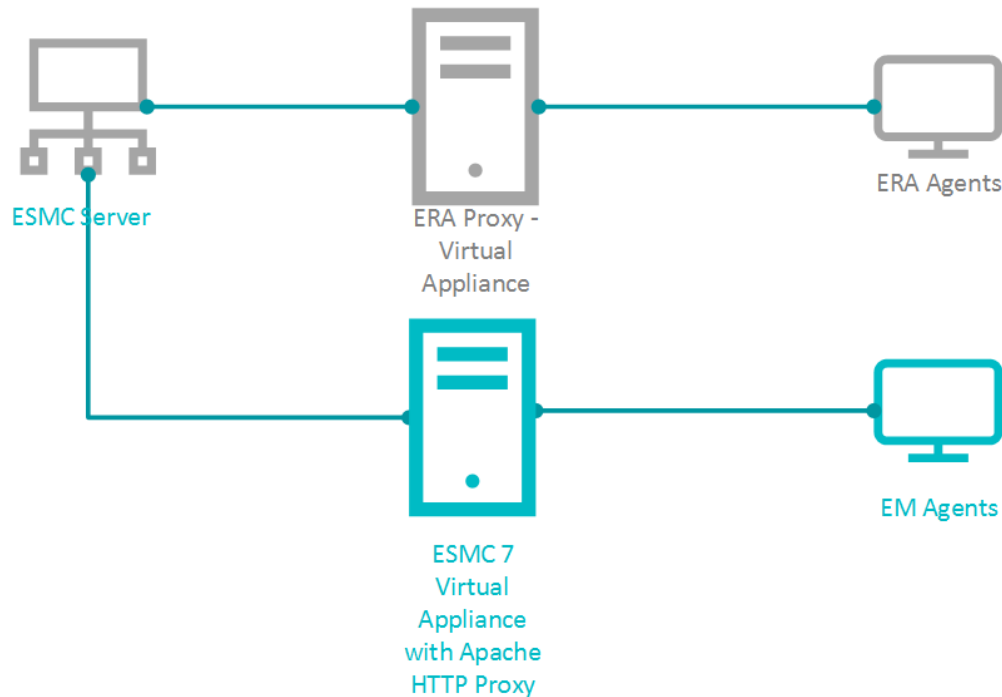 ESMC Server
ERA Proxy -
Virtual
Appliance
ERA Agents
ESMC 7
Virtual
Appliance
with Apache
HTTP Proxy
EM Agents